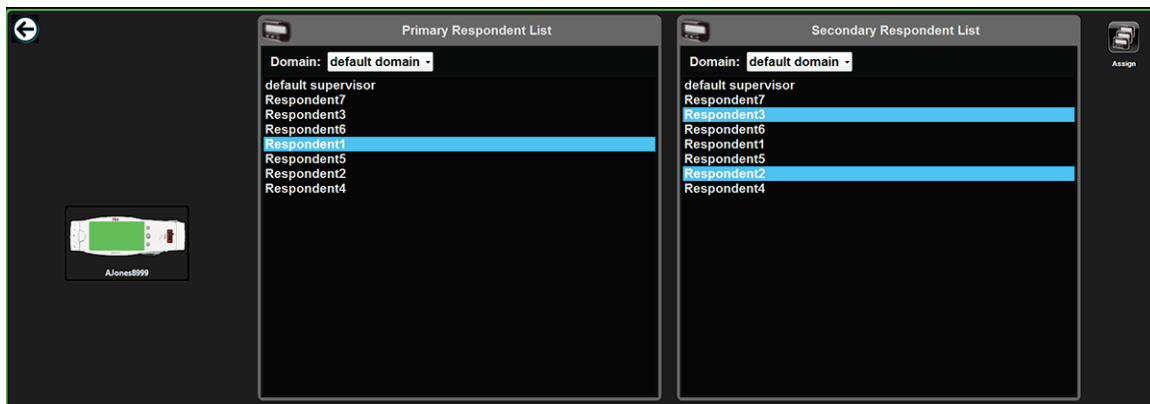 Primary Respondent List
Domain: default domain
default supervisor
Respondent7
Respondent3
Respondent6
Respondent1
Respondent5
Respondent2
Respondent4
Secondary Respondent List
Domain: default domain
default supervisor
Respondent7
Respondent3
Respondent6
Respondent1
Respondent5
Respondent2
Respondent4
Assign
AJones8999